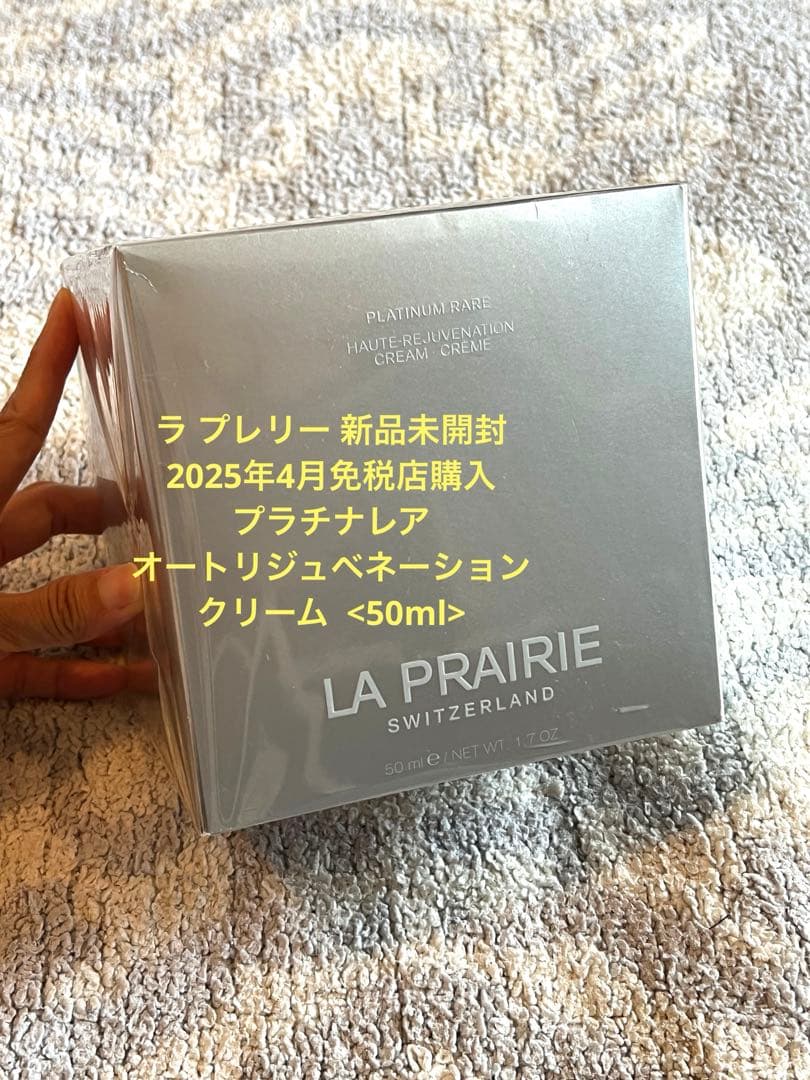 PLATINUM RARE
HAUTE-REJUVENATION
CREAM · CRÈME
ラ プレリー 新品未開封
2025年4月免税店購入
プラチナレア
オートリジュベネーション
クリーム <50ml>
LA PRAIRIE
SWITZERLAND
50 ml e / NET WT. 1.7 OZ